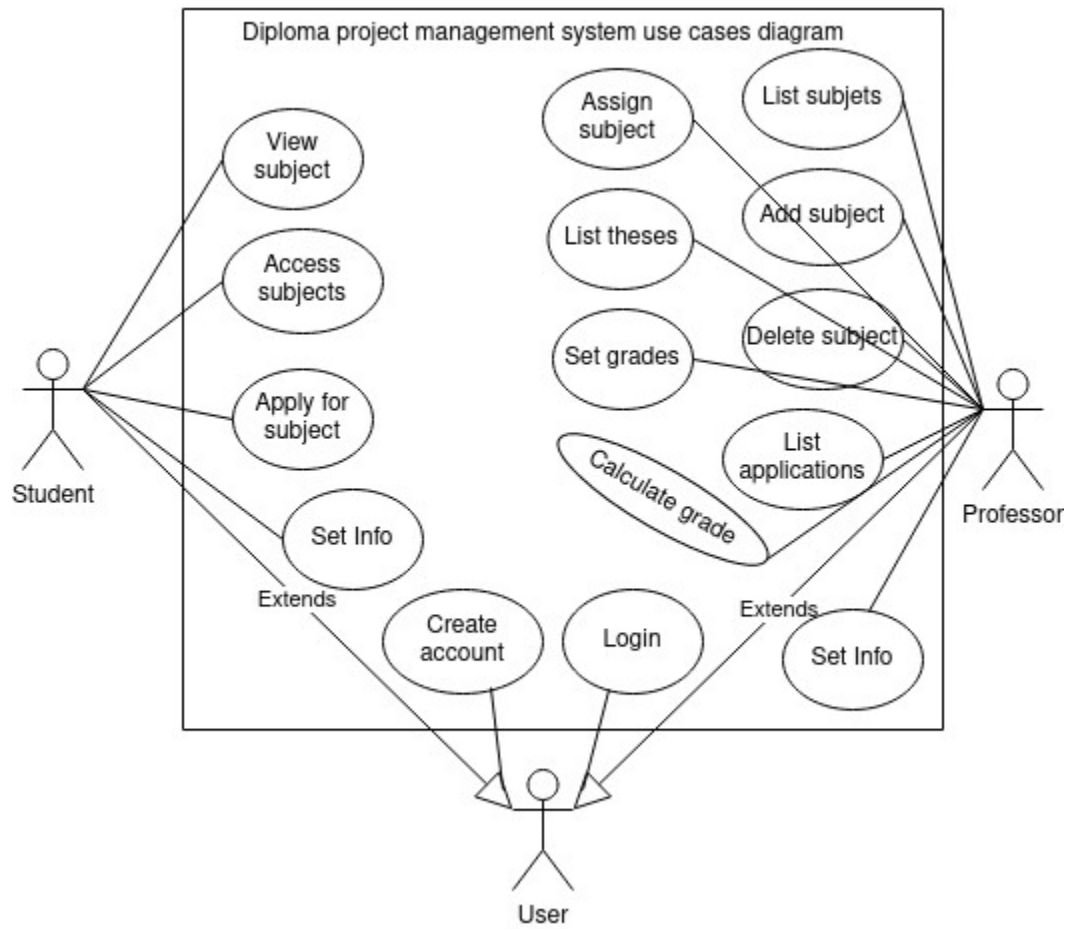 Diploma project management system use cases diagram
View
subject
Access
subjects
Apply for
subject
Set Info
Student
Extends
Assign
subject
List theses
Set grades
Calculate grade
List subjets
Add subject
Delete subject
List
applications
Professor
Extends
Set Info
Create
account
Login
User